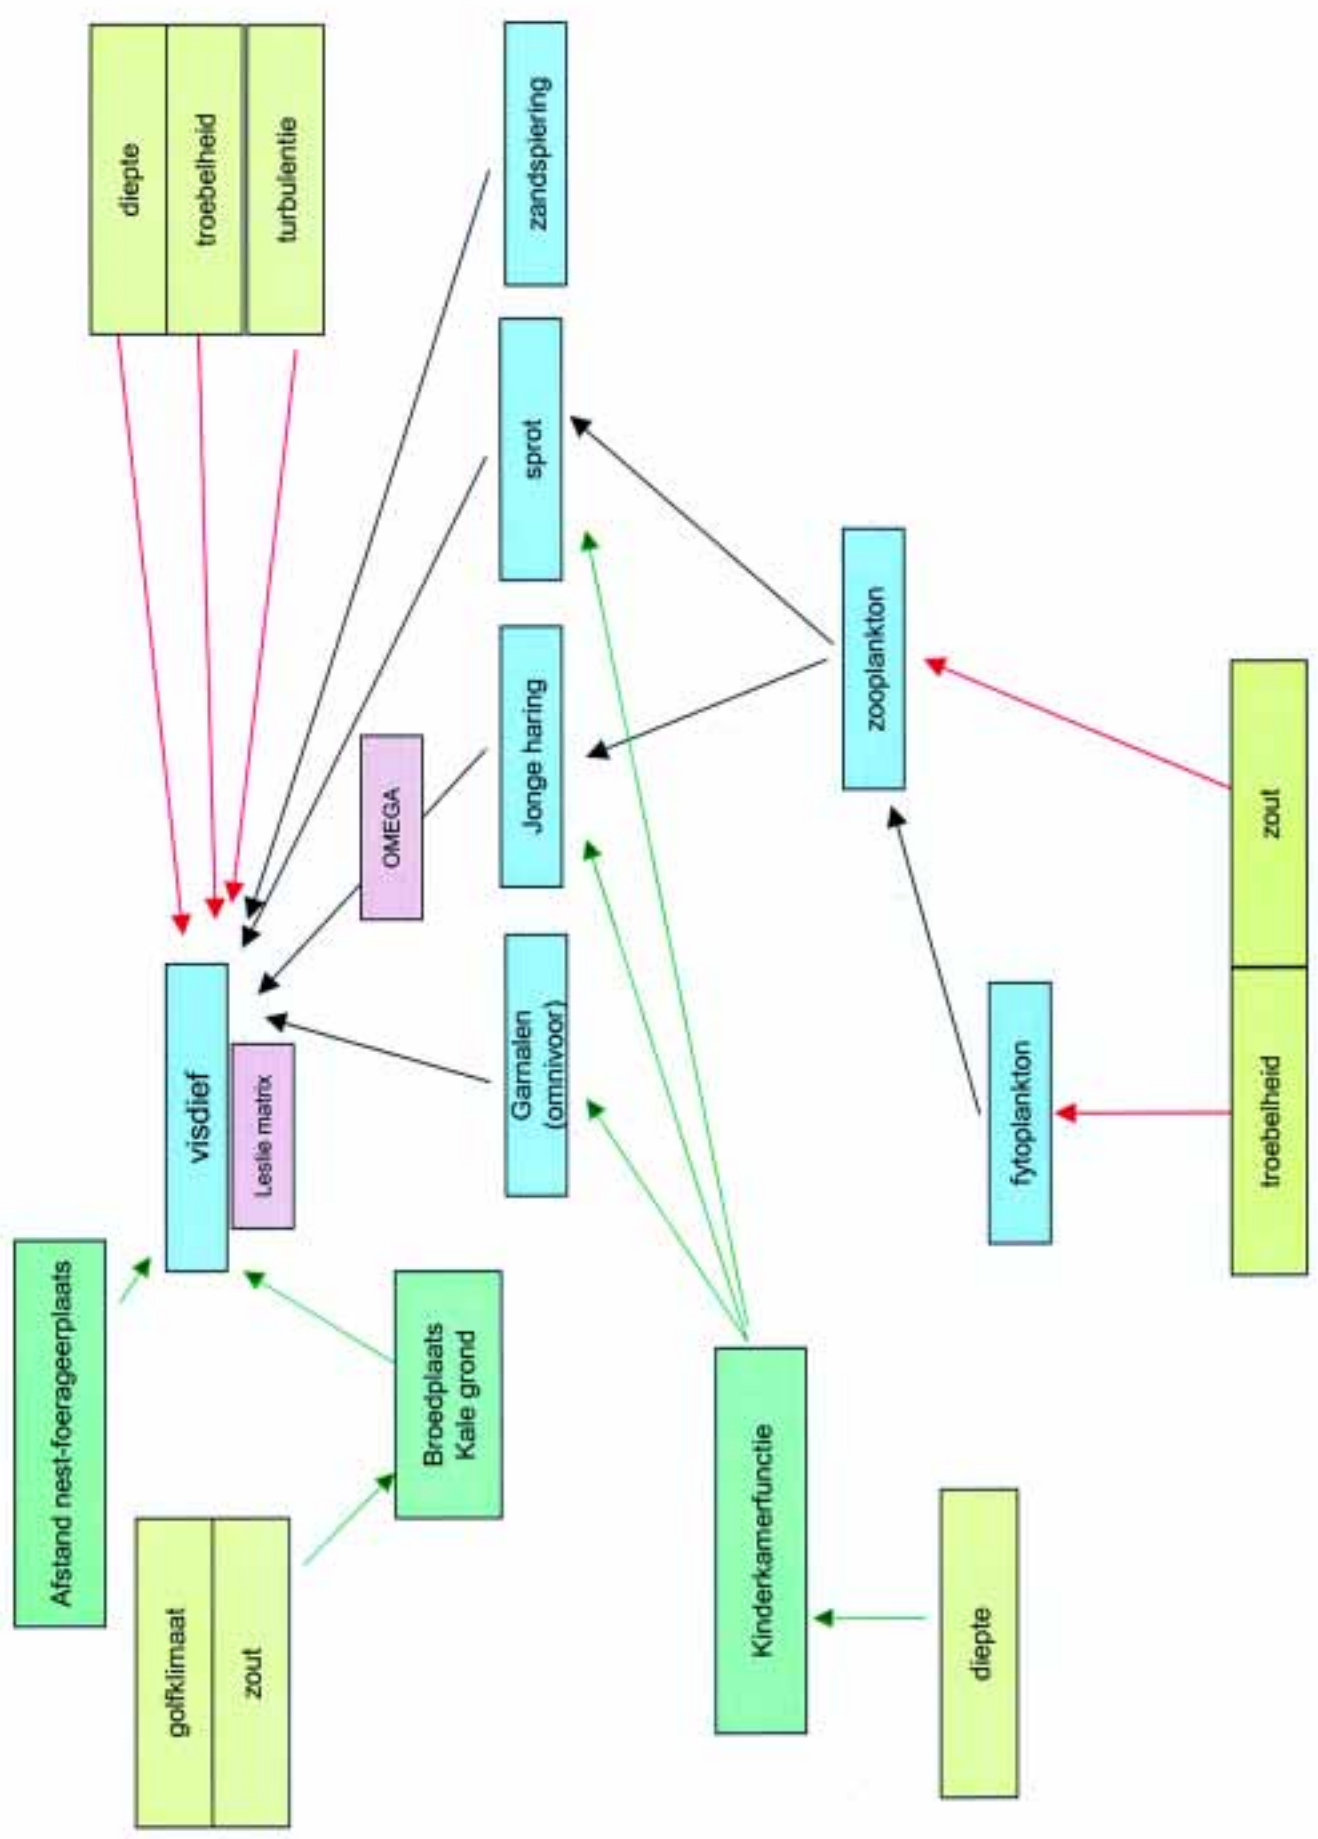 Afstand nest-foerageerplaats
golfklimaat
zout
visdief
Leslie matrix
diepte
troebelheid
turbulentie
Broedplaats
Kale grond
OMEGA
Garnalen
(omnivoor)
Jonge haring
sprot
zandspiering
Kinderkamerfunctie
zooplankton
diepte
fytoplankton
troebelheid
zout